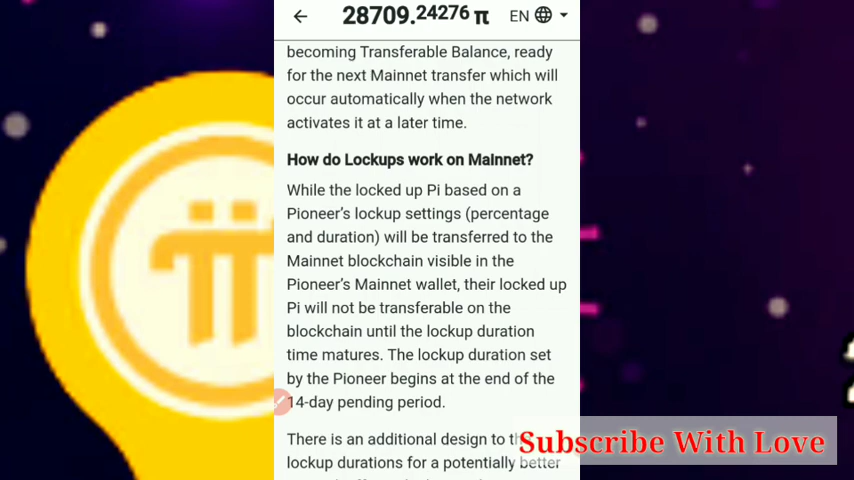 28709.24276 π EN
becoming Transferable Balance, ready
for the next Mainnet transfer which will
occur automatically when the network
activates it at a later time.
How do Lockups work on Mainnet?
While the locked up Pi based on a
Pioneer's lockup settings (percentage
and duration) will be transferred to the
Mainnet blockchain visible in the
Pioneer's Mainnet wallet, their locked up
Pi will not be transferable on the
blockchain until the lockup duration
time matures. The lockup duration set
by the Pioneer begins at the end of the
14-day pending period.
There is an additional design to
Subscribe With Love
lockup durations for a potentially better